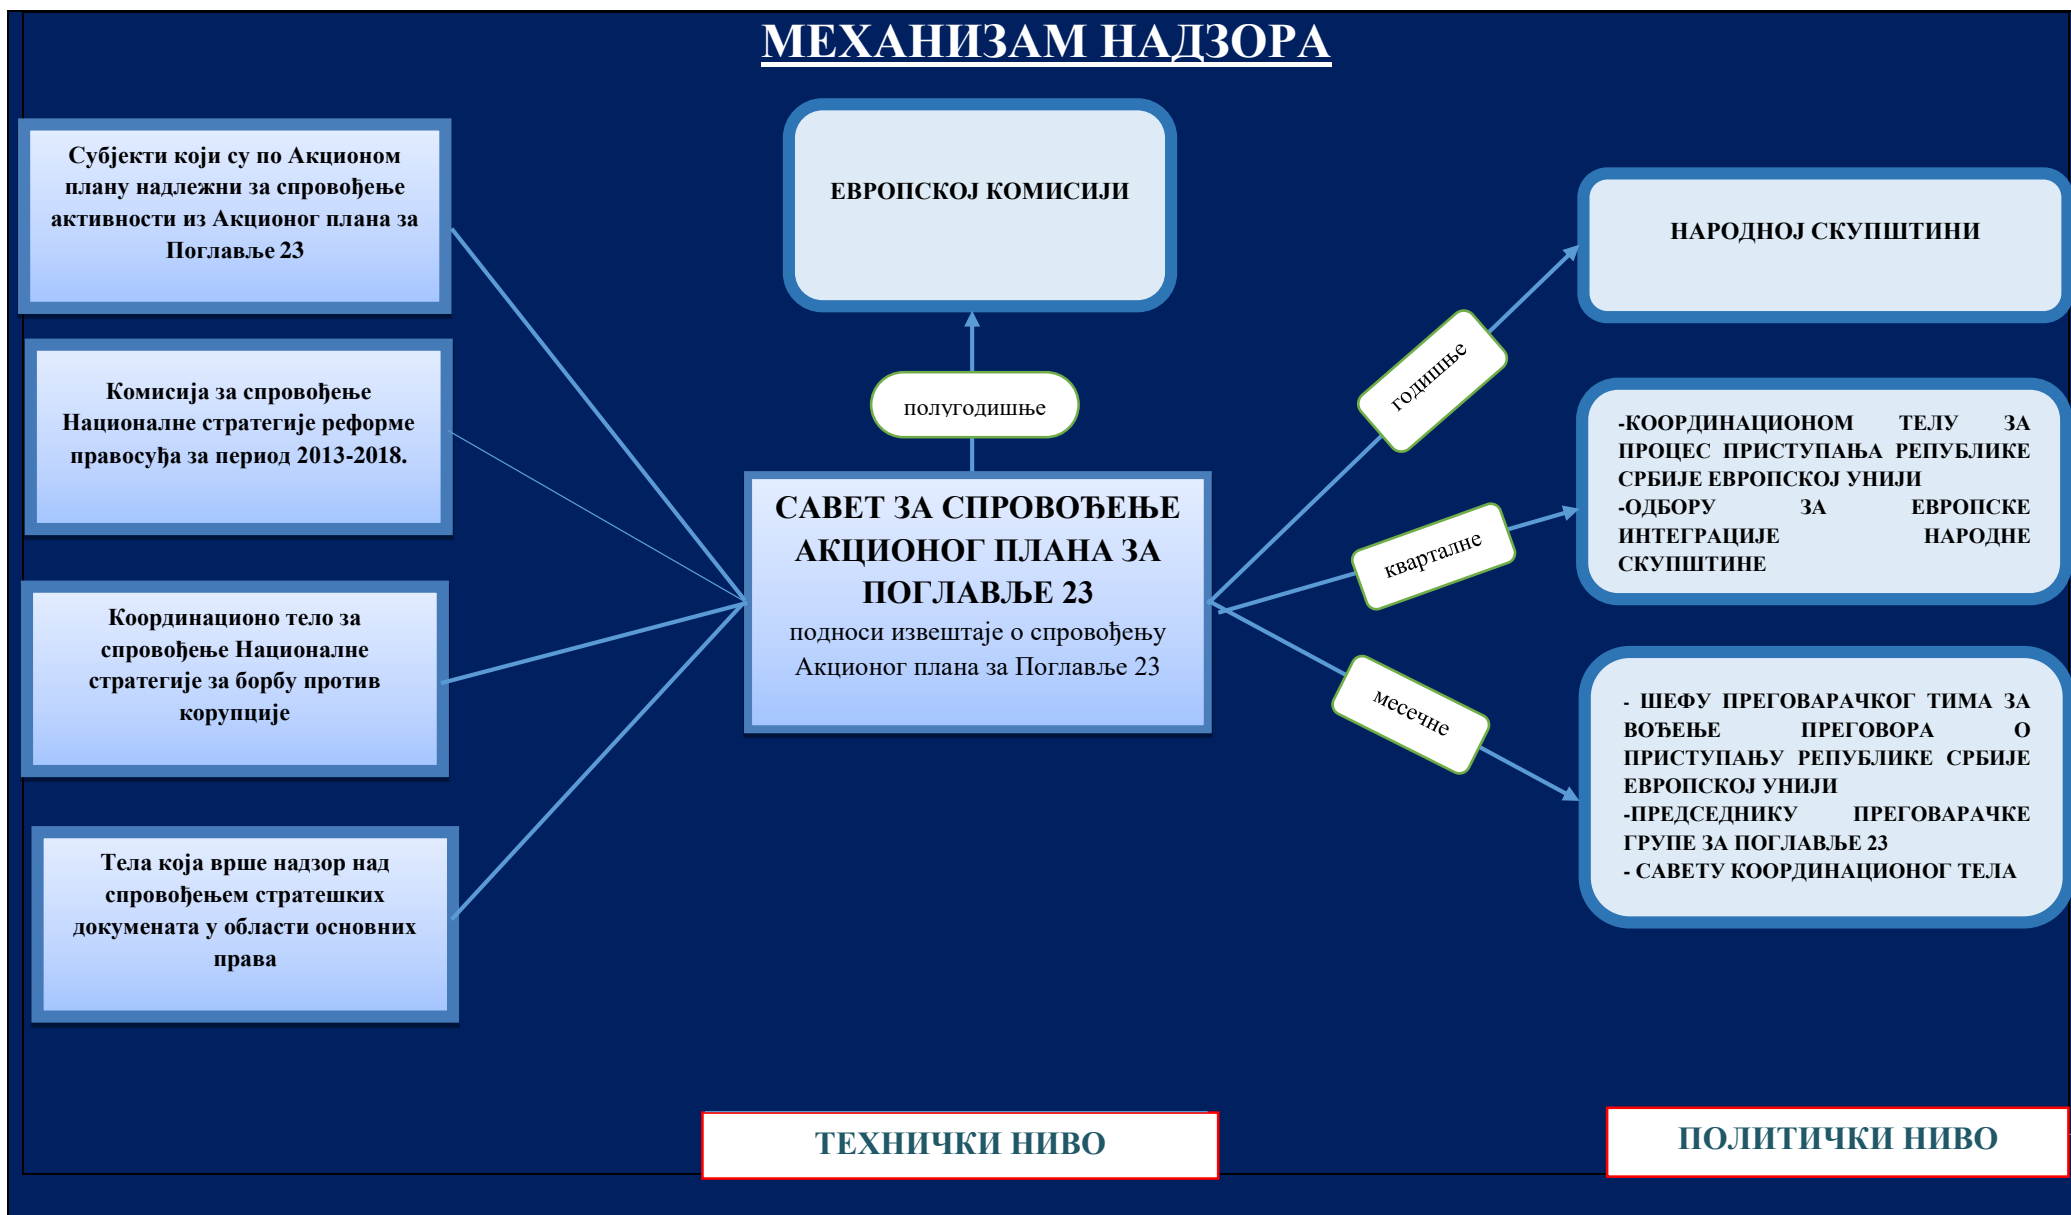 МЕХАНИЗАМ НАДЗОРА
Субјекти који су по Акционом
плану надлежни за спровођење
активности из Акционог плана за
Поглавље 23
Комисија за спровођење
Националне стратегије реформе
правосуђа за период 2013-2018.
Координационо тело за
спровођење Националне
стратегије за борбу против
корупције
Тела која врше надзор над
спровођењем стратешких
докумената у области основних
права
ЕВРОПСКОЈ КОМИСИЈИ
полугодишње
САВЕТ ЗА СПРОВОЂЕЊЕ
АКЦИОНОГ ПЛАНА ЗА
ПОГЛАВЉЕ 23
подноси извештаје о спровођењу
Акционог плана за Поглавље 23
годишње
квартално
месечне
НАРОДНОЈ СКУПШТИНИ
-КООРДИНАЦИОНОМ ТЕЛУ ЗА
ПРОЦЕС ПРИСТУПАЊА РЕПУБЛИКЕ
СРБИЈЕ ЕВРОПСКОЈ УНИЈИ
-ОДБОРУ ЗА ЕВРОПСКЕ
ИНТЕГРАЦИЈЕ НАРОДНЕ
СКУПШТИНЕ
- ШЕФУ ПРЕГОВАРАЧКОГ ТИМА ЗА
ВОЂЕЊЕ ПРЕГОВОРА О
ПРИСТУПАЊУ РЕПУБЛИКЕ СРБИЈЕ
ЕВРОПСКОЈ УНИЈИ
-ПРЕДСЕДНИКУ ПРЕГОВАРАЧКЕ
ГРУПЕ ЗА ПОГЛАВЉЕ 23
- САВЕТУ КООРДИНАЦИОНОГ ТЕЛА
ТЕХНИЧКИ НИВО
ПОЛИТИЧКИ НИВО